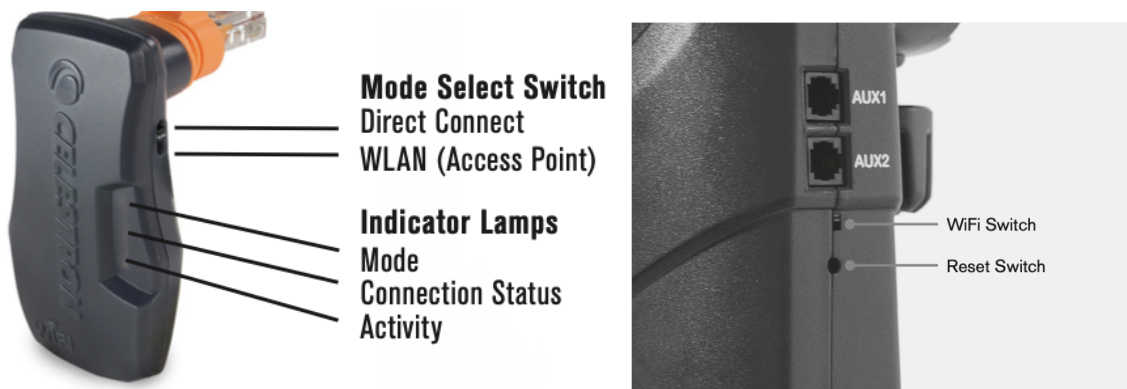 CELESTRON
WiFi
Mode Select Switch
Direct Connect
WLAN (Access Point)
Indicator Lamps
Mode
Connection Status
Activity
AUX1
AUX2
WiFi Switch
Reset Switch